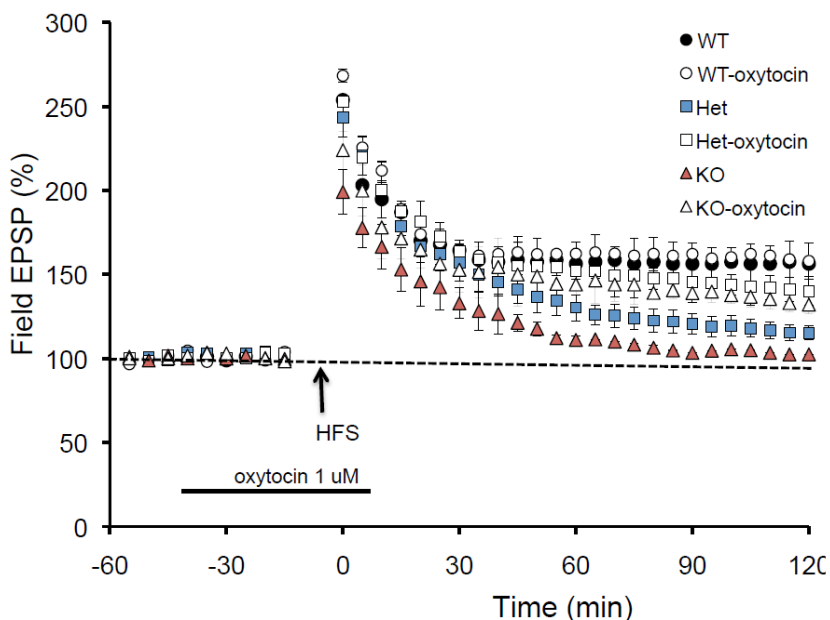 300
250
200
150
100
50
0
Field EPSP (%)
WT
WT-oxytocin
Het
Het-oxytocin
KO
KO-oxytocin
HFS
oxytocin 1 uM
-60 -30 0 30 60 90 120
Time (min)